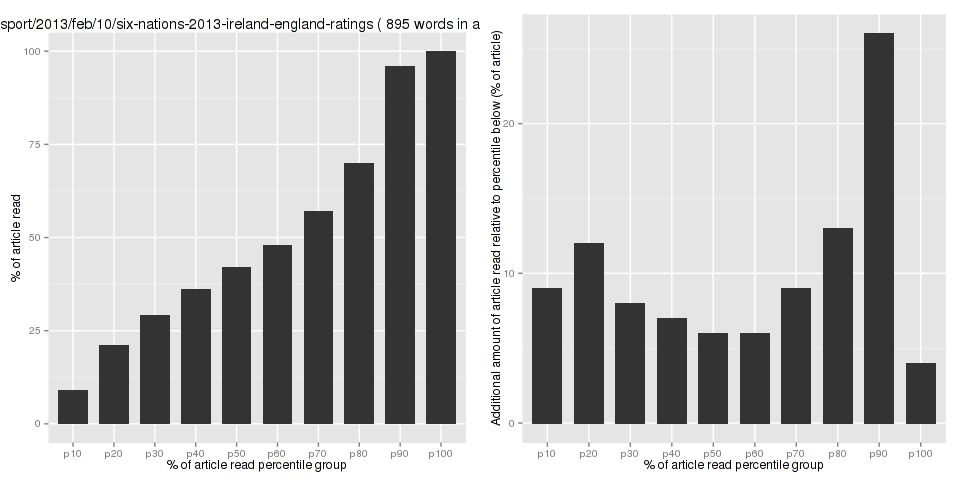 sport/2013/feb/10/six-nations-2013-ireland-england-ratings ( 895 words in a
% of article read
100
75
50
25
0
p10 p20 p30 p40 p50 p60 p70 p80 p90 p100
% of article read percentile group
Additional amount of article read relative to percentile below (% of article)
20
10
0
p10 p20 p30 p40 p50 p60 p70 p80 p90 p100
% of article read percentile group